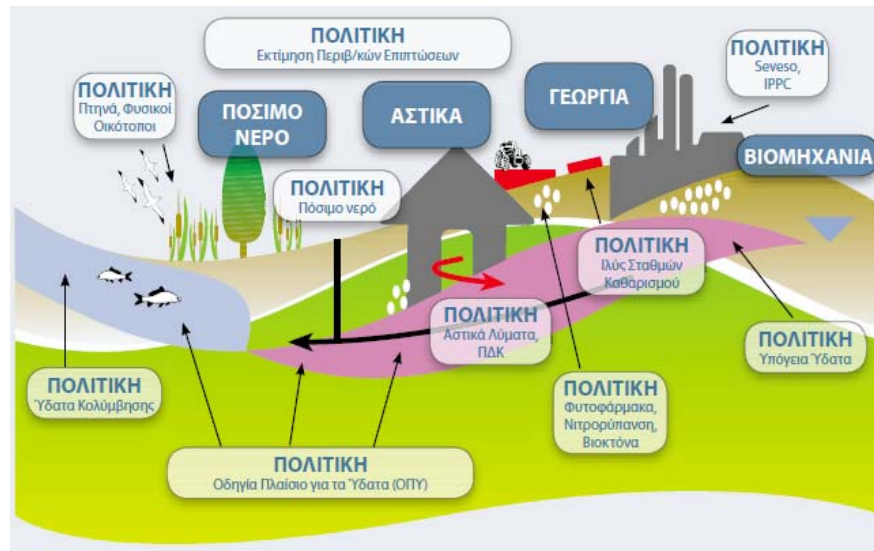 ΠΟΛΙΤΙΚΗ
Εκτίμηση Περιβ/κών Επιπτώσεων
ΠΟΛΙΤΙΚΗ
Seveso,
IPPC
ΠΟΛΙΤΙΚΗ
Πτηνά, Φυσικοί
Οικότοποι
ΠΟΣΙΜΟ
ΝΕΡΟ
ΑΣΤΙΚΑ
ΓΕΩΡΓΙΑ
ΒΙΟΜΗΧΑΝΙΑ
ΠΟΛΙΤΙΚΗ
Πόσιμο νερό
ΠΟΛΙΤΙΚΗ
Ιλύς Σταθμών
Καθαρισμού
ΠΟΛΙΤΙΚΗ
Αστικά Λύματα,
ΠΔΚ
ΠΟΛΙΤΙΚΗ
Υπόγεια Ύδατα
ΠΟΛΙΤΙΚΗ
Ύδατα Κολύμβησης
ΠΟΛΙΤΙΚΗ
Φυτοφάρμακα,
Νιτρορύπανση,
Βιοκτόνα
ΠΟΛΙΤΙΚΗ
Οδηγία Πλαίσιο για τα Ύδατα (ΟΠΥ)